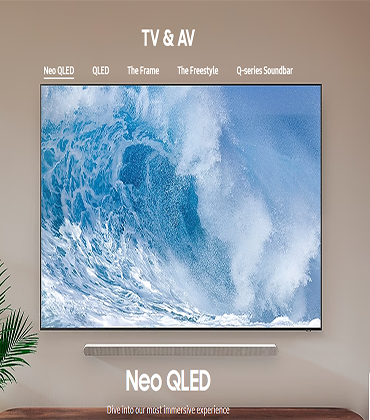 TV & AV
Neo QLED QLED The Frame The Freestyle Q-series Soundbar
Neo QLED
Dive into our most immersive experience